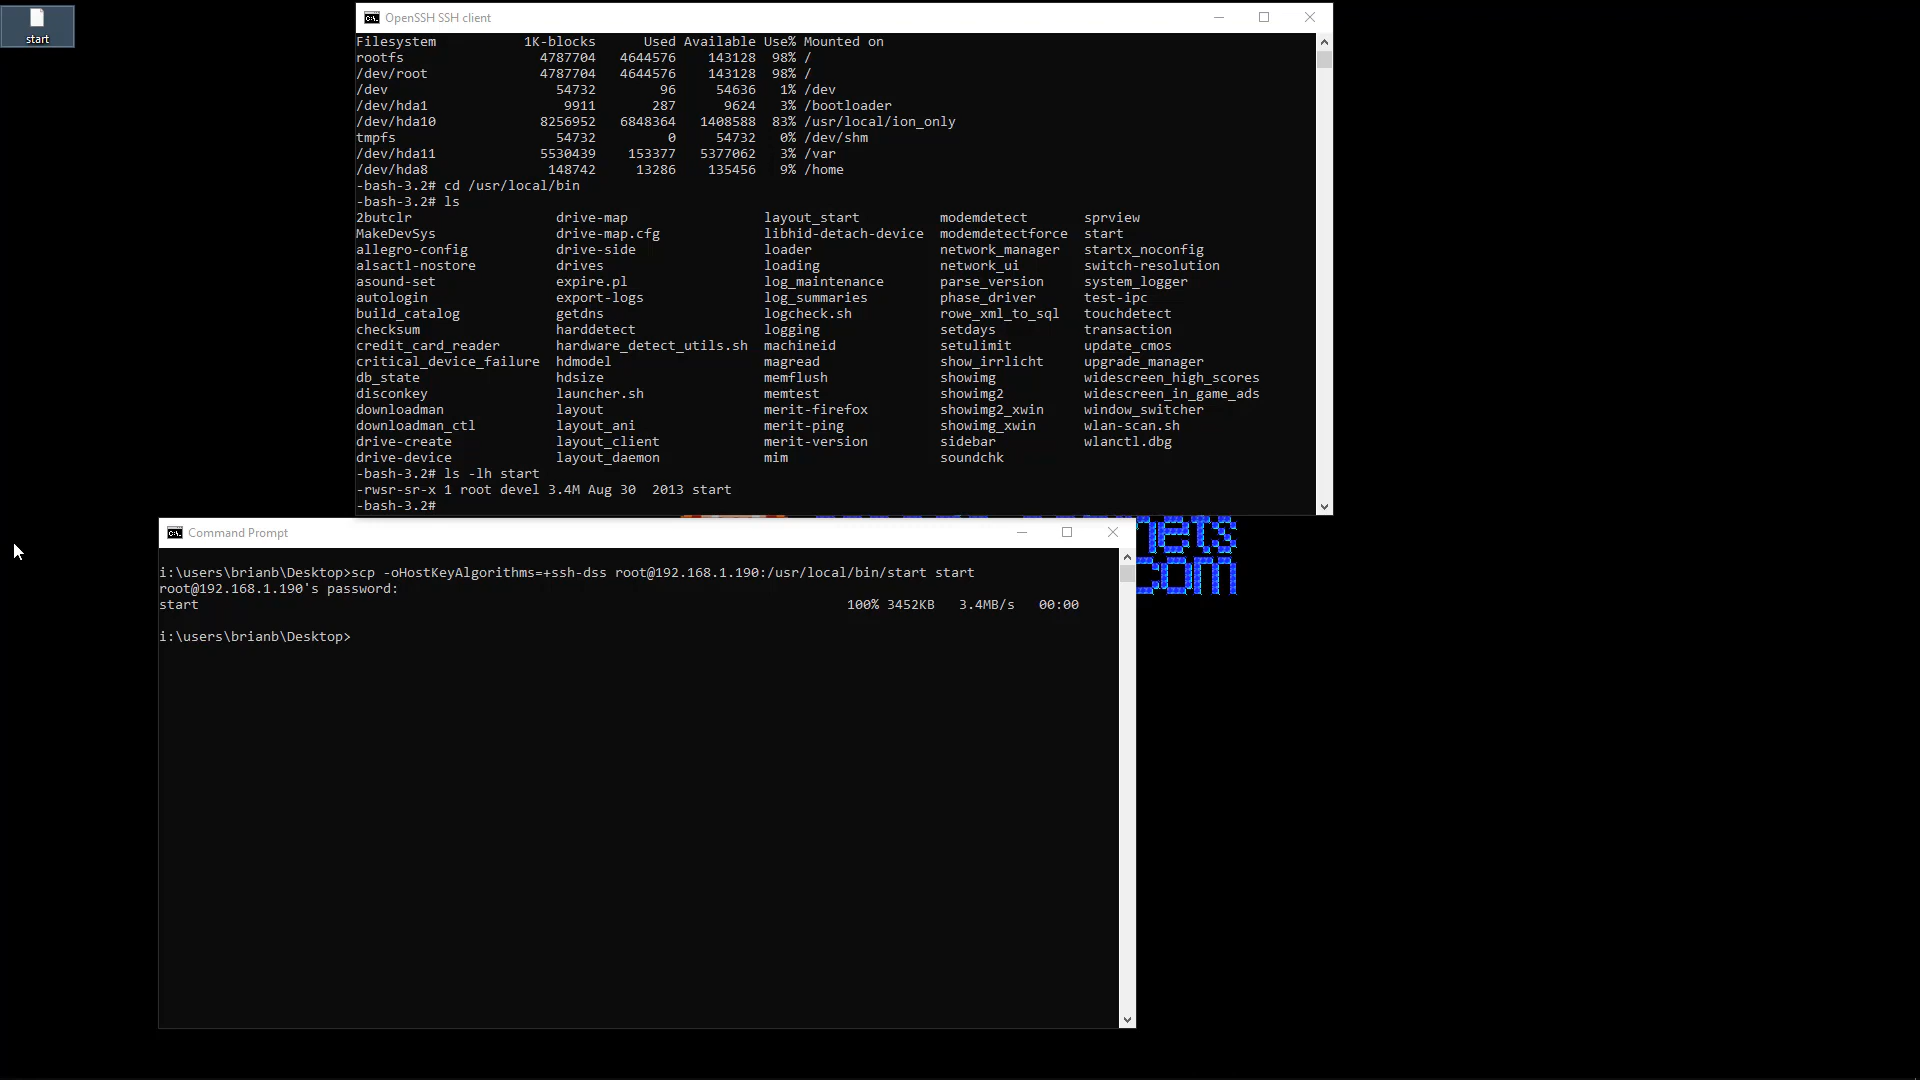 start
OpenSSH SSH client
Filesystem 1K-blocks Used Available Use% Mounted on
rootfs 4787704 4644576 143128 98% /
/dev/root 4787704 4644576 143128 98% /
/dev 54732 96 54636 1% /dev
/dev/hda1 9911 287 9624 3% /bootloader
/dev/hda10 8256952 6848364 1408588 83% /usr/local/ion_only
tmpfs 54732 0 54732 0% /dev/shm
/dev/hda11 5530439 153377 5377062 3% /var
/dev/hda8 148742 13286 135456 9% /home
-bash-3.2# cd /usr/local/bin
-bash-3.2# ls
2butclr drive-map layout_start modemdetect sprview
MakeDevSys drive-map.cfg libhid-detach-device modemdetectforce start
allegro-config drive-side loader network_manager startx_noconfig
alsactl-nostore drives loading network_ui switch-resolution
asound-set expire.pl log_maintenance parse_version system_logger
autologin export-logs log_summaries phase_driver test-ipc
build_catalog getdns logcheck.sh rowe_xml_to_sql touchdetect
checksum harddetect logging setdays transaction
credit_card_reader hardware_detect_utils.sh machineid setulimit update_cmos
critical_device_failure hdmodel magread show_irrlicht upgrade_manager
db_state hdsize memflush showimg widescreen_high_scores
disconkey launcher.sh memtest showimg2 widescreen_in_game_ads
downloadman layout merit-firefox showimg2_xwin window_switcher
downloadman_ctl layout_ani merit-ping showimg_xwin wlan-scan.sh
drive-create layout_client merit-version sidebar wlanctl.dbg
drive-device layout_daemon mim soundchk
-bash-3.2# ls -lh start
-rwsr-sr-x 1 root devel 3.4M Aug 30  2013 start
-bash-3.2#
Command Prompt
i:\users\brianb\Desktop>scp -oHostKeyAlgorithms=+ssh-dss root@192.168.1.190:/usr/local/bin/start start
root@192.168.1.190's password:
start 100% 3452KB 3.4MB/s 00:00
i:\users\brianb\Desktop>
com